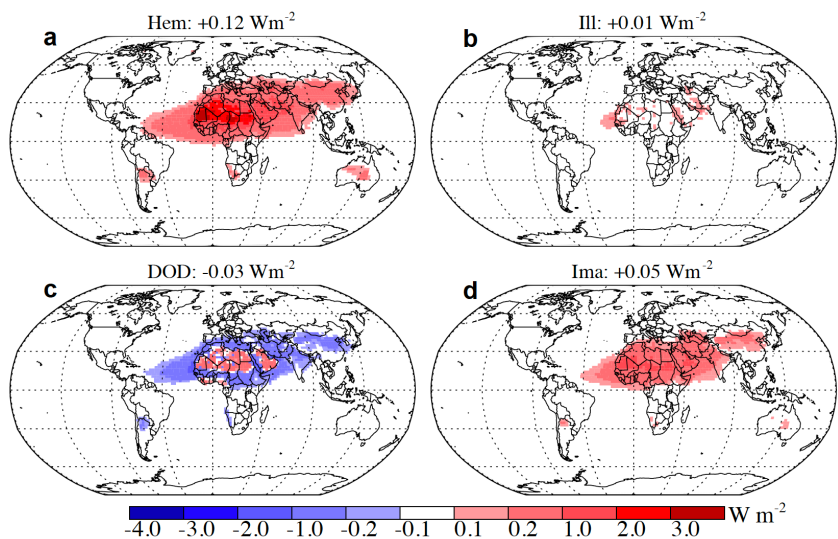 a
Hem: +0.12 Wm-2
b
Ill: +0.01 Wm-2
c
DOD: -0.03 Wm-2
d
Ima: +0.05 Wm-2
-4.0 -3.0 -2.0 -1.0 -0.2 -0.1 0.1 0.2 1.0 2.0 3.0 W m-2